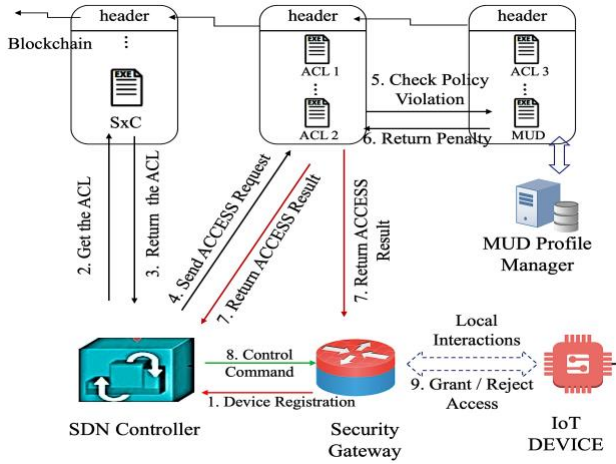 header
header
header
Blockchain
EXE
SxC
EXE
ACL 1
EXE
ACL 2
EXE
ACL 3
EXE
MUD
5. Check Policy
Violation
6. Return Penalty
2. Get the ACL
3. Return the ACL
4. Send ACCESS Request
7. Return ACCESS Result
7. Return ACCESS
Result
MUD Profile
Manager
8. Control
Command
1. Device Registration
Local
Interactions
9. Grant / Reject
Access
SDN Controller
Security
Gateway
IoT
DEVICE